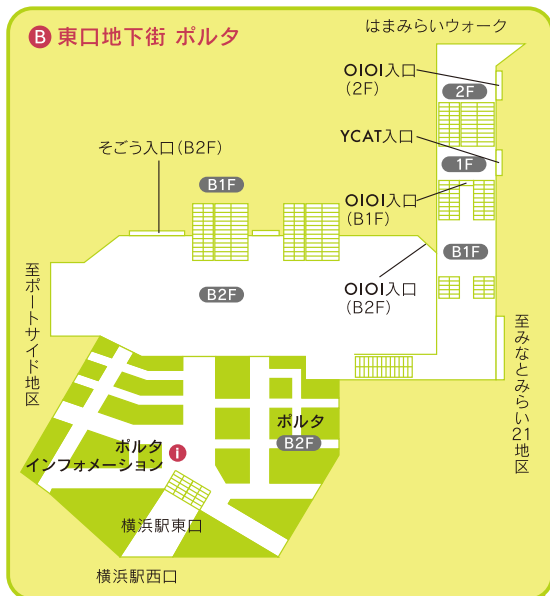 B 東口地下街 ポルタ
はまみらいウォーク
OIOI入口
(2F)
2F
YCAT入口
1F
そごう入口(B2F)
B1F
OIOI入口
(B1F)
B1F
B2F
OIOI入口
(B2F)
至ポートサイド地区
至みなとみらい21地区
ポルタ
B2F
ポルタ
インフォメーション
i
横浜駅東口
横浜駅西口